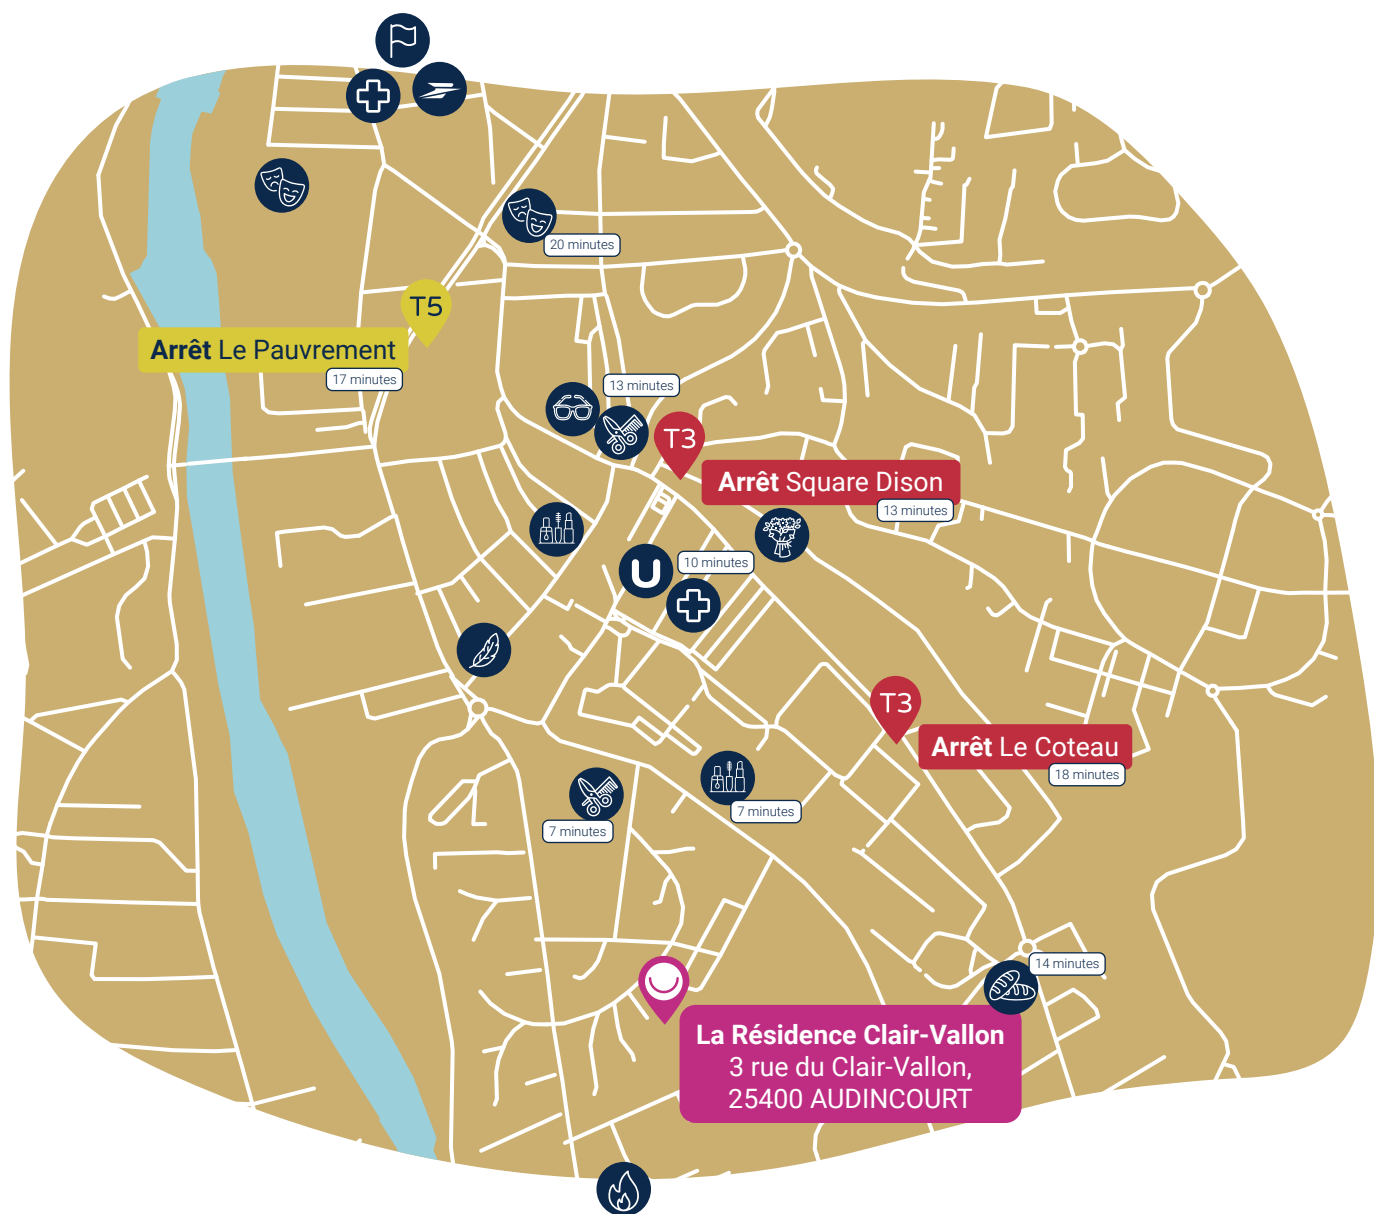 20 minutes
T5
Arrêt Le Pauvrement
17 minutes
13 minutes
T3
Arrêt Square Dison
13 minutes
U
10 minutes
T3
Arrêt Le Coteau
18 minutes
7 minutes
7 minutes
14 minutes
La Résidence Clair-Vallon
3 rue du Clair-Vallon,
25400 AUDINCOURT